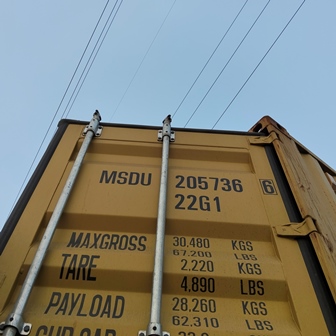 MSDU 205736 6
22G1
MAXGROSS 30.480 KGS
67.200 LBS
TARE 2.220 KGS
4.890 LBS
PAYLOAD 28.260 KGS
62.310 LBS